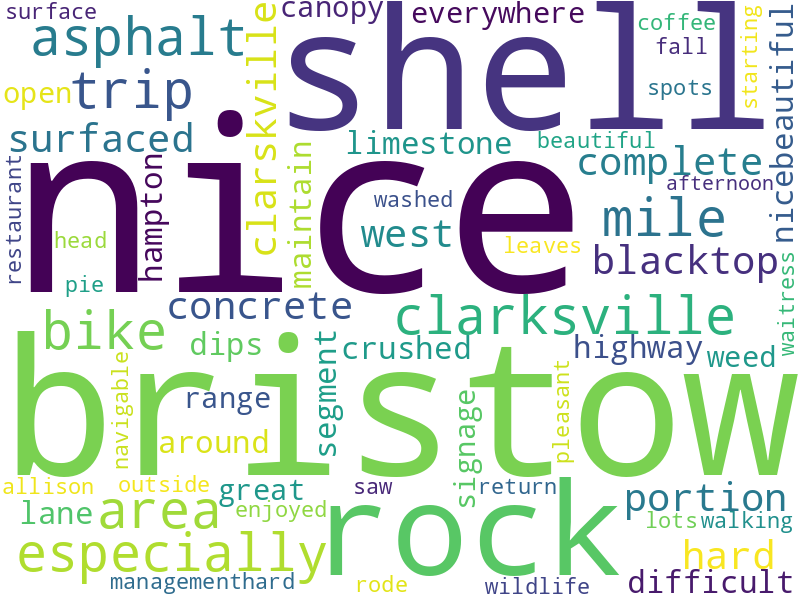 surface
canopy
everywhere
coffee
asphalt
shell
fall
starting
nicebeautiful
open
trip
clarskville
spots
surfaced
nice
limestone
beautiful
complete
restaurant
hampton
maintain
washed
afternoon
head
west
leaves
mile
pie
blacktop
waitress
concrete
clarksville
bike
dips
segment
crushed
highway
weed
bristow
navigable
range
pleasant
around
signage
allison
outside
great
saw
return
portion
lane
area
enjoyed
rock
lots
walking
especially
hard
managementhard
rode
wildlife
difficult